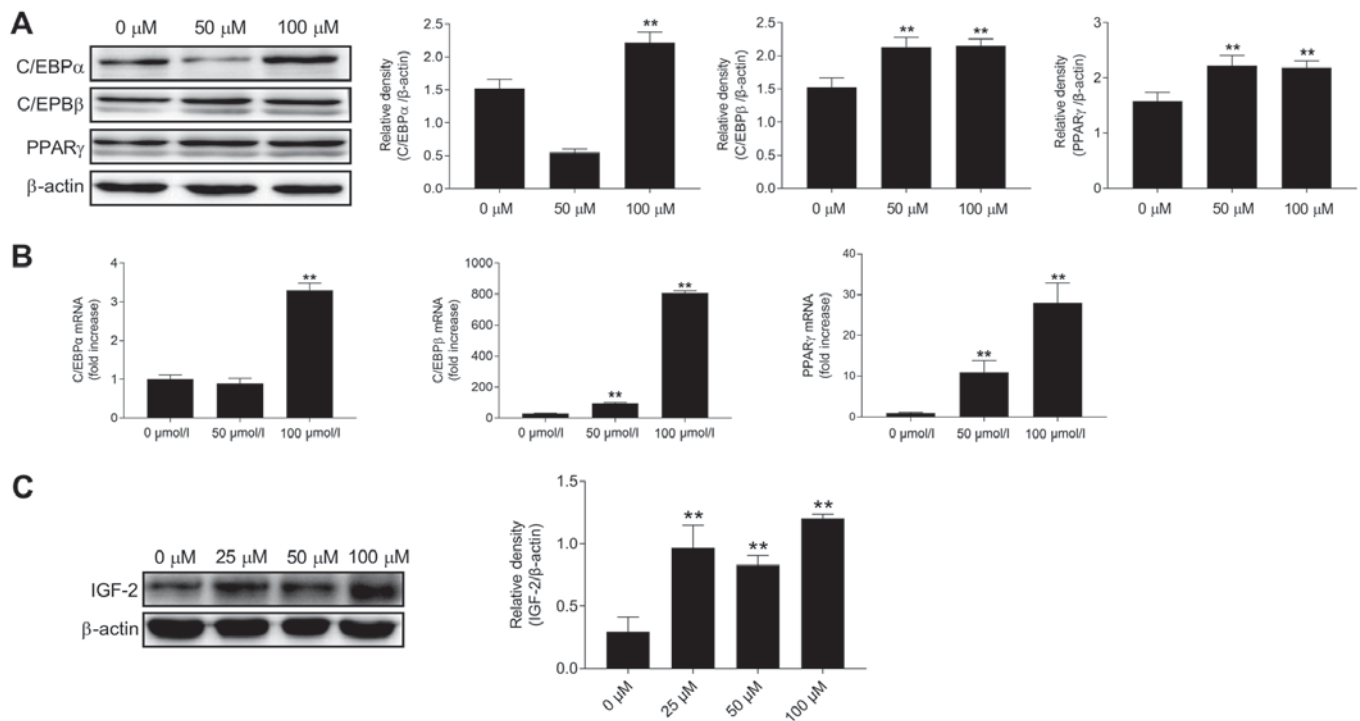 A
0 μM 50 μM 100 μM
C/EBPα
C/EPBβ
PPARγ
β-actin
Relative density
(C/EBPα /β-actin)
2.5
2.0
1.5
1.0
0.5
0.0
0 μM 50 μM 100 μM
**
Relative density
(C/EBPβ /β-actin)
2.5
2.0
1.5
1.0
0.5
0.0
0 μM 50 μM 100 μM
** **
Relative density
(PPARγ /β-actin)
3
2
1
0
0 μM 50 μM 100 μM
** **
B
C/EBPα mRNA
(fold increase)
4
3
2
1
0
0 µmol/l 50 µmol/l 100 µmol/l
**
C/EBPβ mRNA
(fold increase)
800
600
400
200
0
0 µmol/l 50 µmol/l 100 µmol/l
** **
PPARγ mRNA
(fold increase)
40
30
20
10
0
0 µmol/l 50 µmol/l 100 µmol/l
** **
C
0 μM 25 μM 50 μM 100 μM
IGF-2
β-actin
Relative density
(IGF-2/β-actin)
1.5
1.0
0.5
0.0
0 μM 25 μM 50 μM 100 μM
** ** **